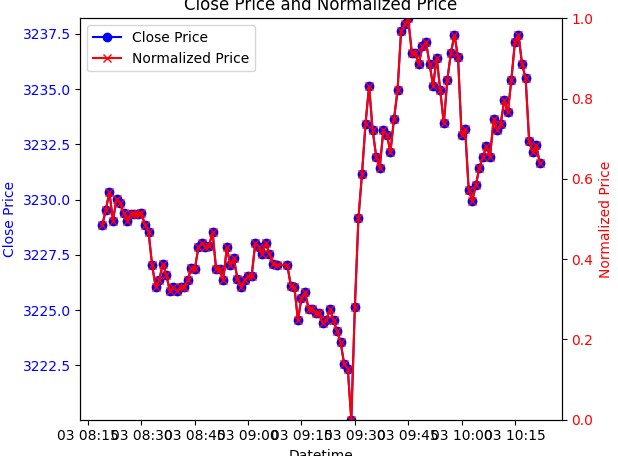 Close Price and Normalized Price
Close Price
Normalized Price
3237.5
3235.0
3232.5
3230.0
3227.5
3225.0
3222.5
Close Price
1.0
0.8
0.6
0.4
0.2
0.0
Normalized Price
03 08:15 03 08:30 03 08:45 03 09:00 03 09:15 03 09:30 03 09:45 03 10:00 03 10:15
Datetime